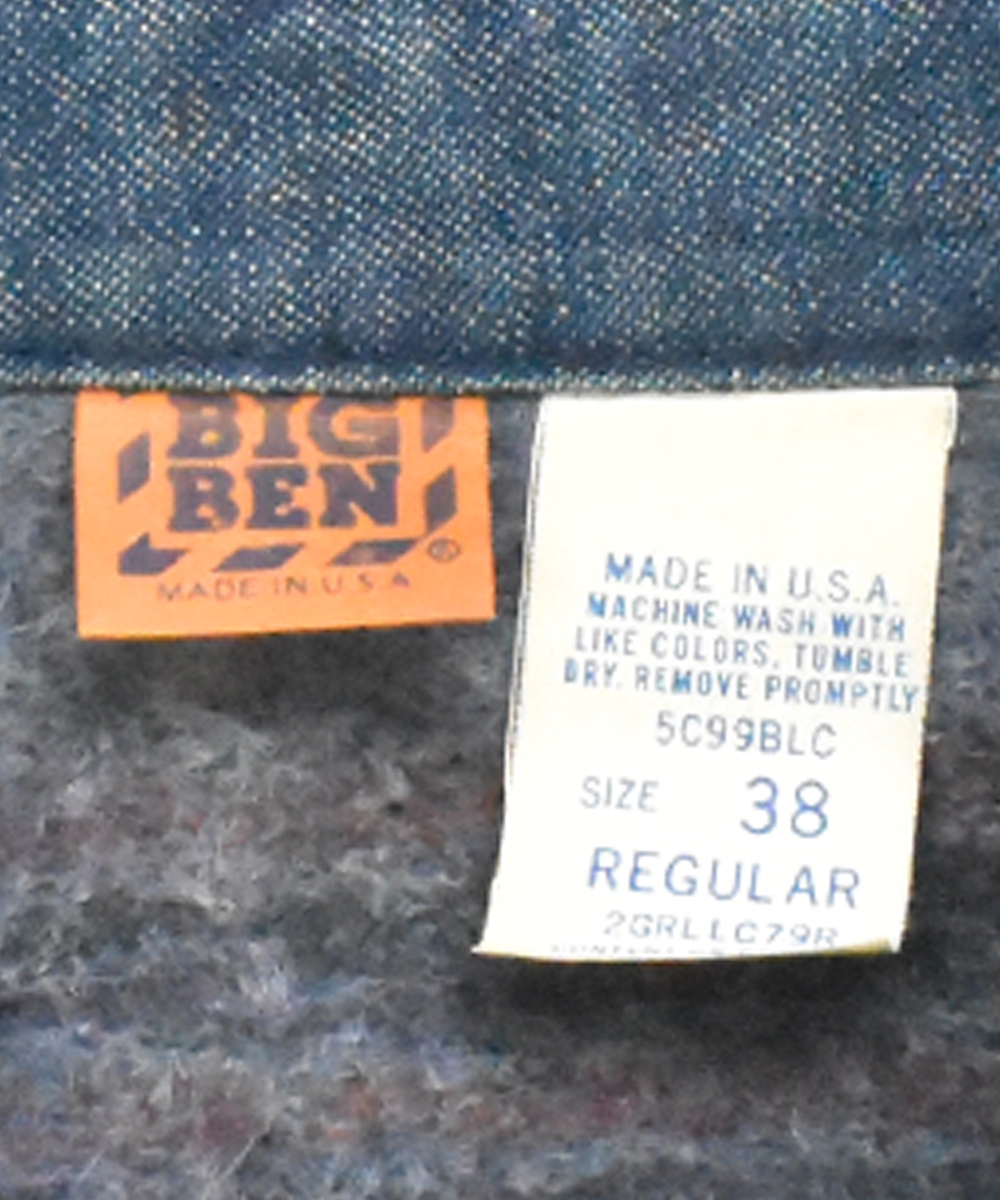 BIG
BEN
®
MADE IN U.S.A
MADE IN U.S.A.
MACHINE WASH WITH
LIKE COLORS. TUMBLE
DRY. REMOVE PROMPTLY
5C99BLC
SIZE 38
REGULAR
2GRLLC79R